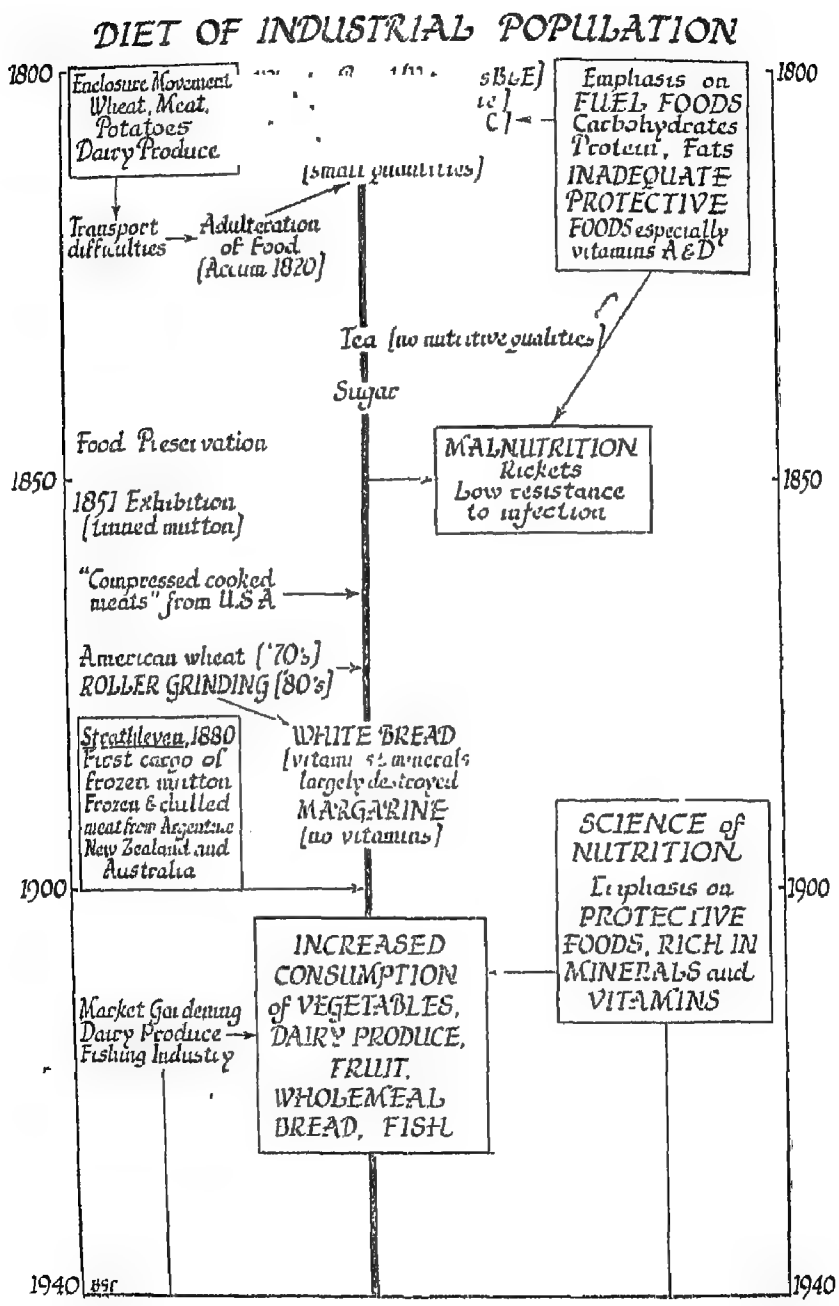 DIET OF INDUSTRIAL POPULATION
1800
1800
Enclosure Movement
Wheat, Meat,
Potatoes
Dairy Produce
[small quantities]
Emphasis on
FUEL FOODS
Carbohydrates
Protein, Fats
INADEQUATE
PROTECTIVE
FOODS especially
vitamins A & D
Transport
difficulties
Adulteration
of Food
[Accum 1820]
Tea [no nutritive qualities]
Sugar
Food Preservation
MALNUTRITION
Rickets
Low resistance
to infection
1850
1850
1851 Exhibition
[tinned mutton]
"Compressed cooked
meats" from U.S A
American wheat ['70's]
ROLLER GRINDING ['80's]
Strathleven, 1880
First cargo of
frozen mutton
Frozen & chilled
meat from Argentine
New Zealand and
Australia
WHITE BREAD
[vitamins & minerals
largely destroyed
MARGARINE
[no vitamins]
SCIENCE of
NUTRITION
Emphasis on
PROTECTIVE
FOODS, RICH IN
MINERALS and
VITAMINS
1900
1900
INCREASED
CONSUMPTION
of VEGETABLES,
DAIRY PRODUCE,
FRUIT,
WHOLEMEAL
BREAD, FISH
Market Gardening
Dairy Produce
Fishing Industry
1940
1940